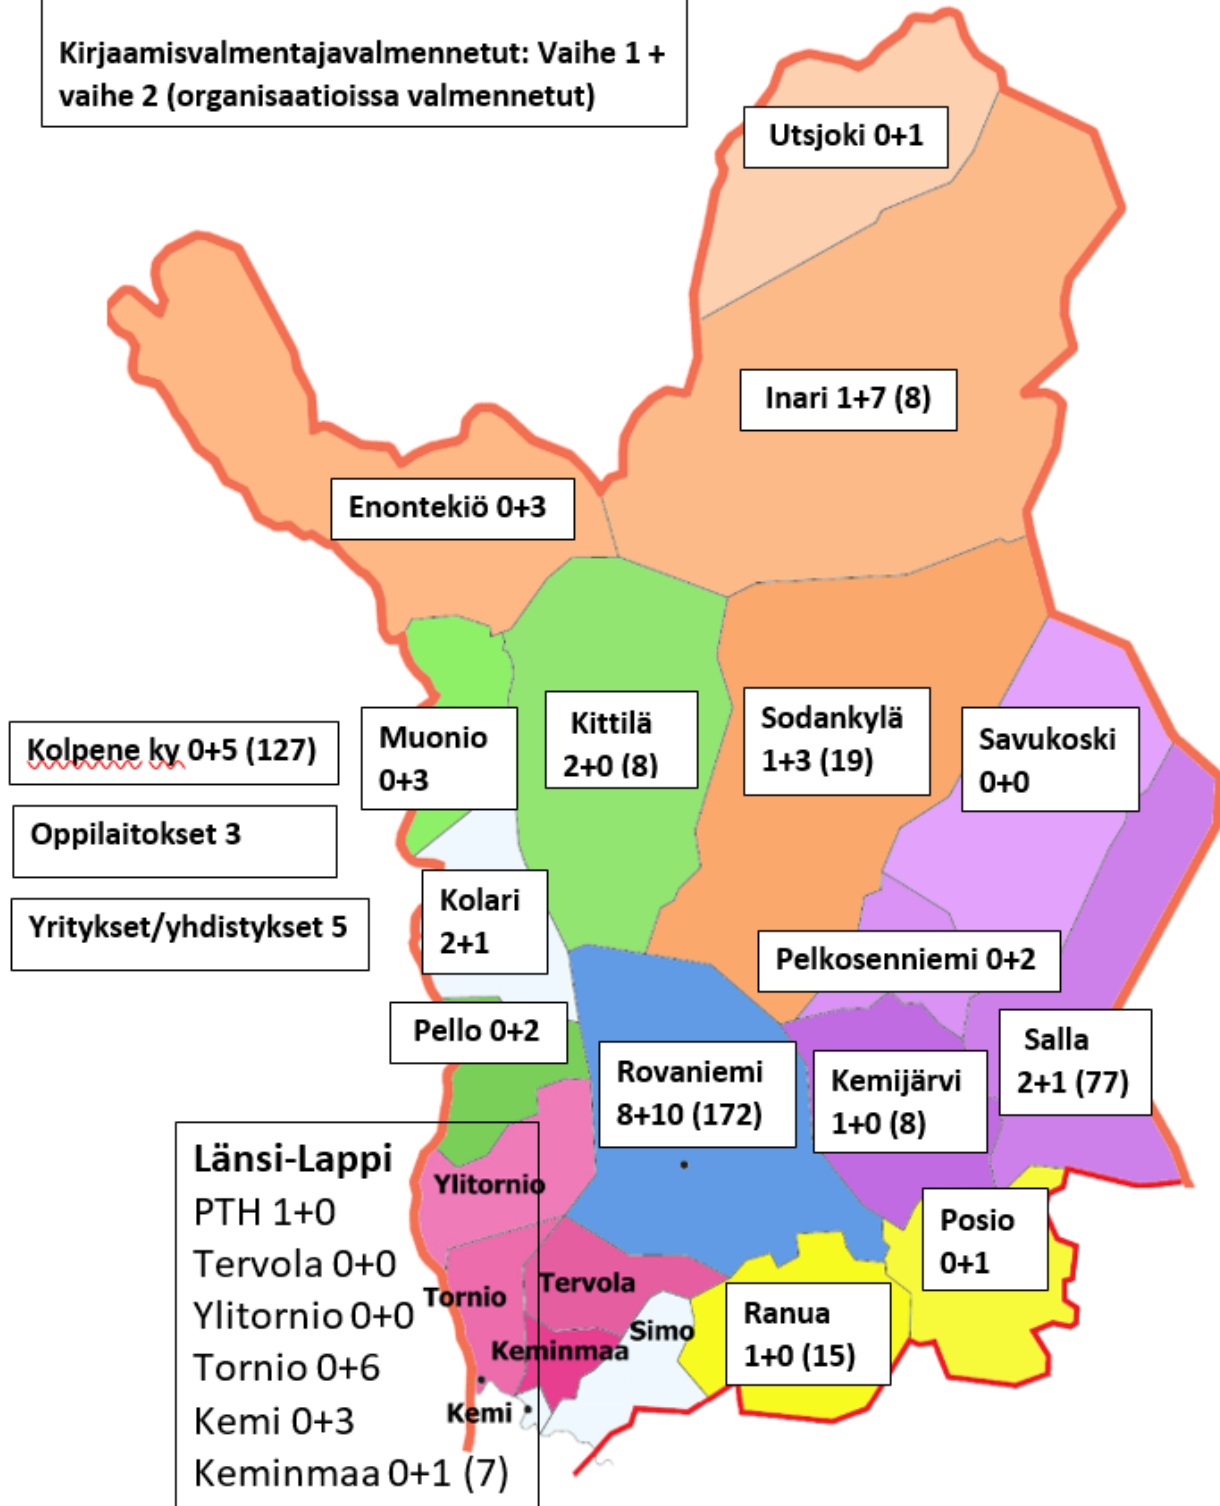 Kirjaamisvalmentajavalmennetut: Vaihe 1 +
vaihe 2 (organisaatioissa valmennetut)
Utsjoki 0+1
Inari 1+7 (8)
Enontekiö 0+3
Muonio
0+3
Kittilä
2+0 (8)
Sodankylä
1+3 (19)
Savukoski
0+0
Kolpene ky 0+5 (127)
Oppilaitokset 3
Yritykset/yhdistykset 5
Kolari
2+1
Pelkosenniemi 0+2
Pello 0+2
Rovaniemi
8+10 (172)
Kemijärvi
1+0 (8)
Salla
2+1 (77)
Posio
0+1
Ranua
1+0 (15)
Länsi-Lappi
PTH 1+0
Tervola 0+0
Ylitornio 0+0
Tornio 0+6
Kemi 0+3
Keminmaa 0+1 (7)
Ylitornio
Tornio
Tervola
Keminmaa
Simo
Kemi